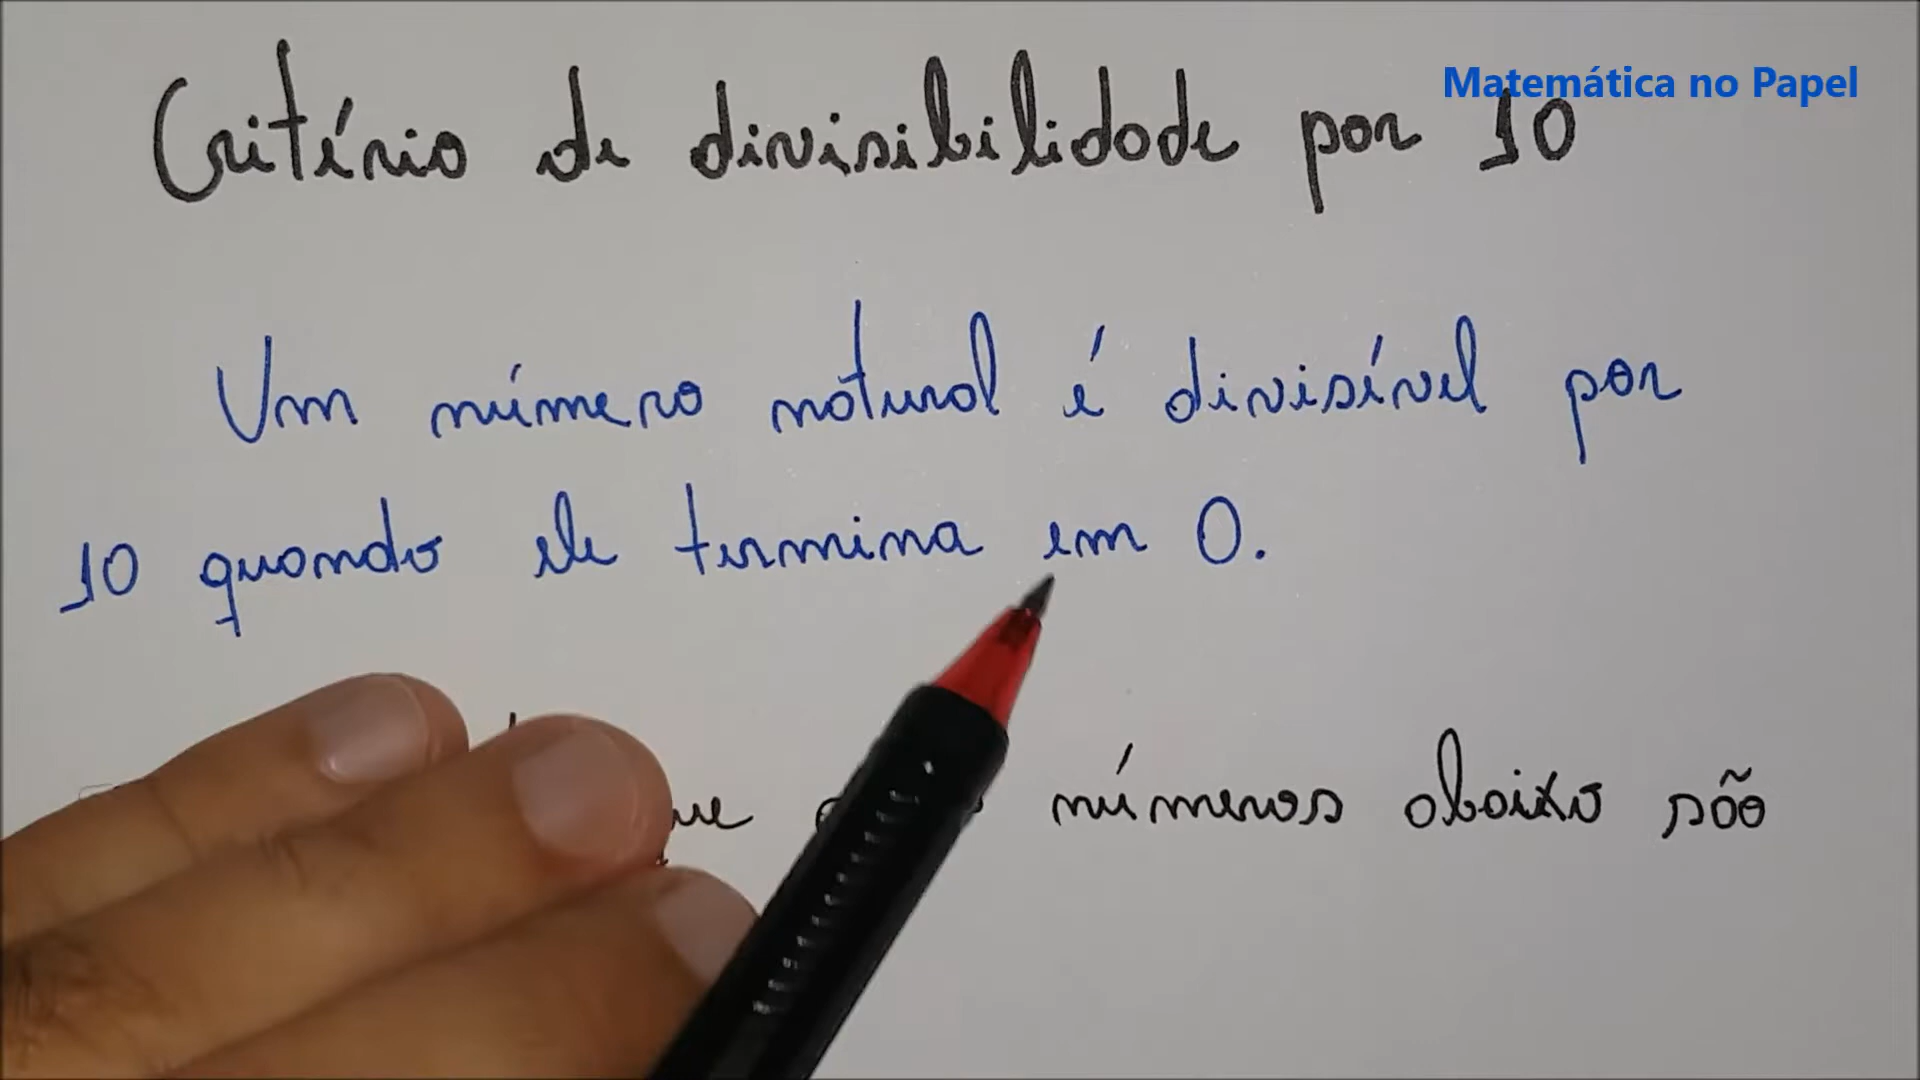 Matemática no Papel
Critério de divisibilidade por 10
Um número natural é divisível por
10 quando ele termina em 0.
números abaixo são